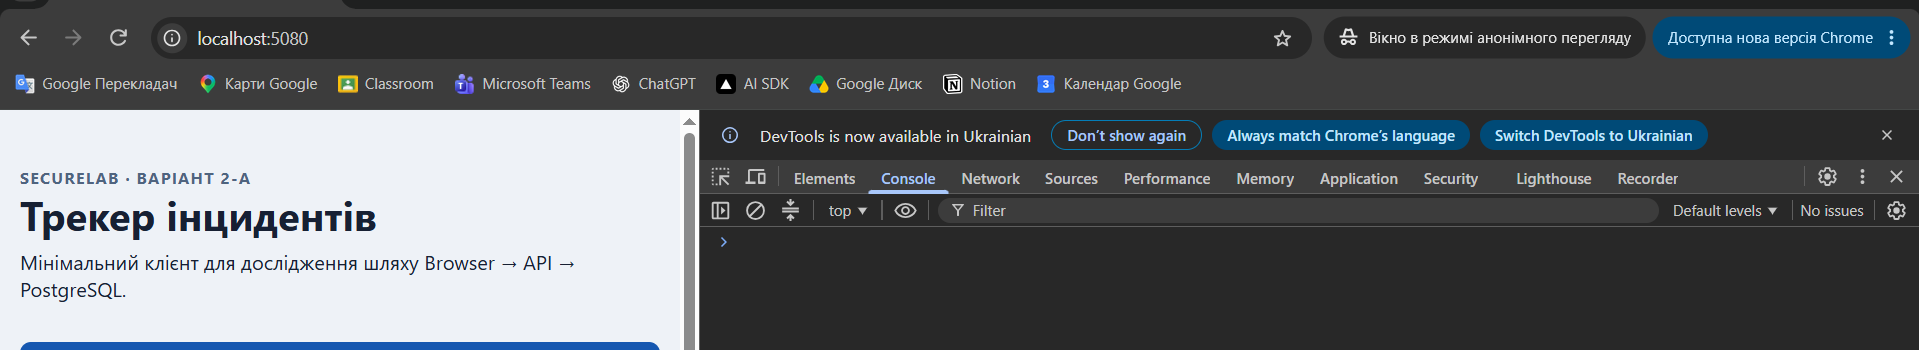 localhost:5080
Вікно в режимі анонімного перегляду
Доступна нова версія Chrome
Google Перекладач
Карти Google
Classroom
Microsoft Teams
ChatGPT
AI SDK
Google Диск
Notion
3
Календар Google
SECURELAB · ВАРІАНТ 2-А
Трекер інцидентів
Мінімальний клієнт для дослідження шляху Browser → API →
PostgreSQL.
DevTools is now available in Ukrainian
Don't show again
Always match Chrome's language
Switch DevTools to Ukrainian
Elements
Console
Network
Sources
Performance
Memory
Application
Security
Lighthouse
Recorder
top
Filter
Default levels
No issues